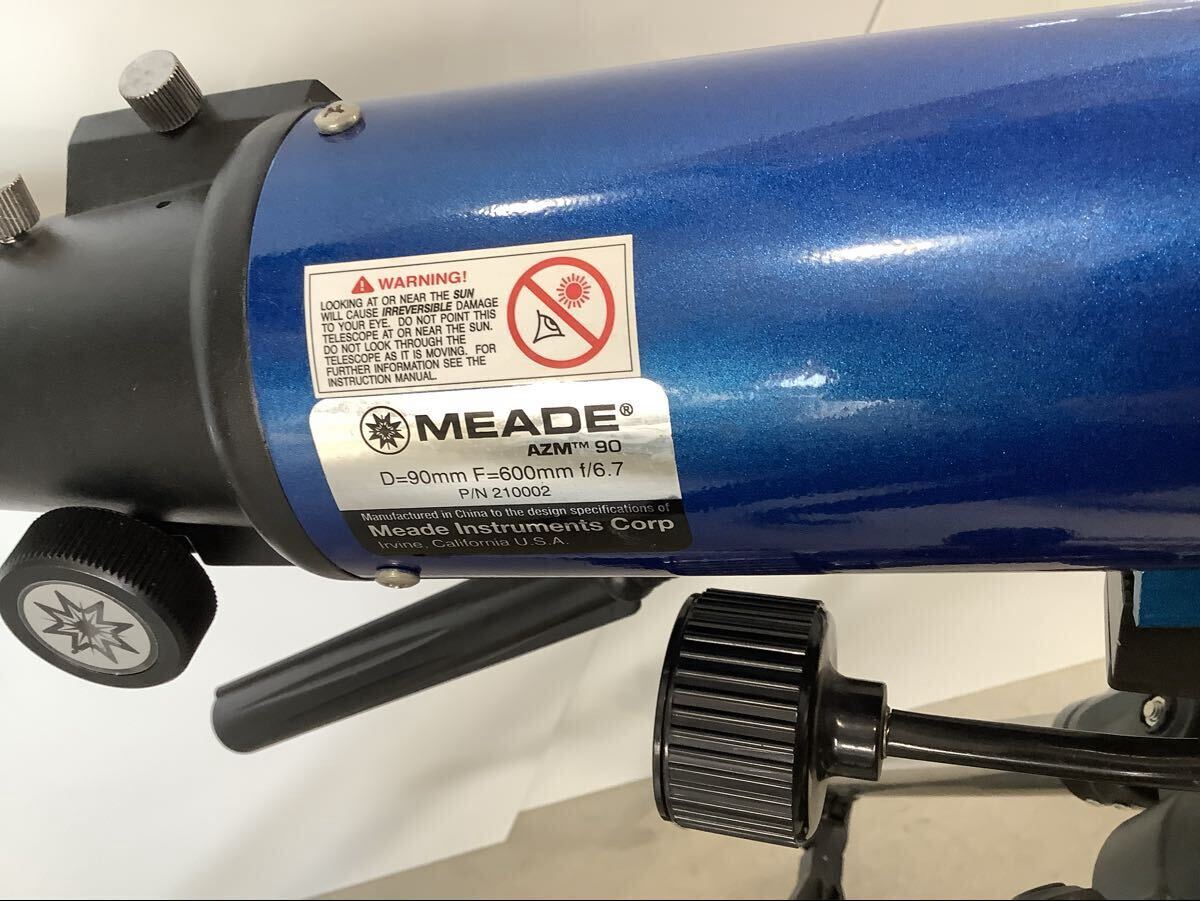 WARNING!
LOOKING AT OR NEAR THE SUN
WILL CAUSE IRREVERSIBLE DAMAGE
TO YOUR EYE. DO NOT POINT THIS
TELESCOPE AT OR NEAR THE SUN.
DO NOT LOOK THROUGH THE
TELESCOPE AS IT IS MOVING. FOR
FURTHER INFORMATION SEE THE
INSTRUCTION MANUAL.
MEADE®
AZM™ 90
D=90mm F=600mm f/6.7
P/N 210002
Manufactured in China to the design specifications of
Meade Instruments Corp
Irvine, California U.S.A.